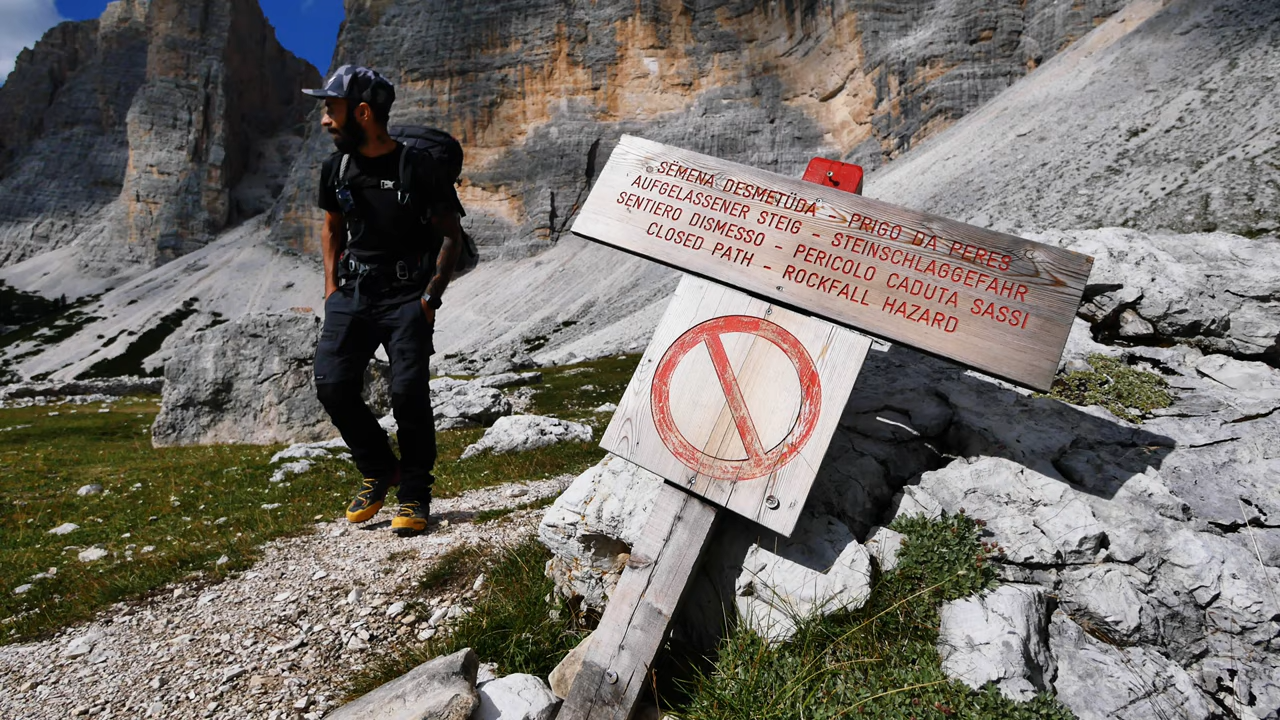 SËMENA DESMETÜDA - PRIGO DA PERES
AUFGELASSENER STEIG - STEINSCHLAGGEFAHR
SENTIERO DISMESSO - PERICOLO CADUTA SASSI
CLOSED PATH - ROCKFALL HAZARD